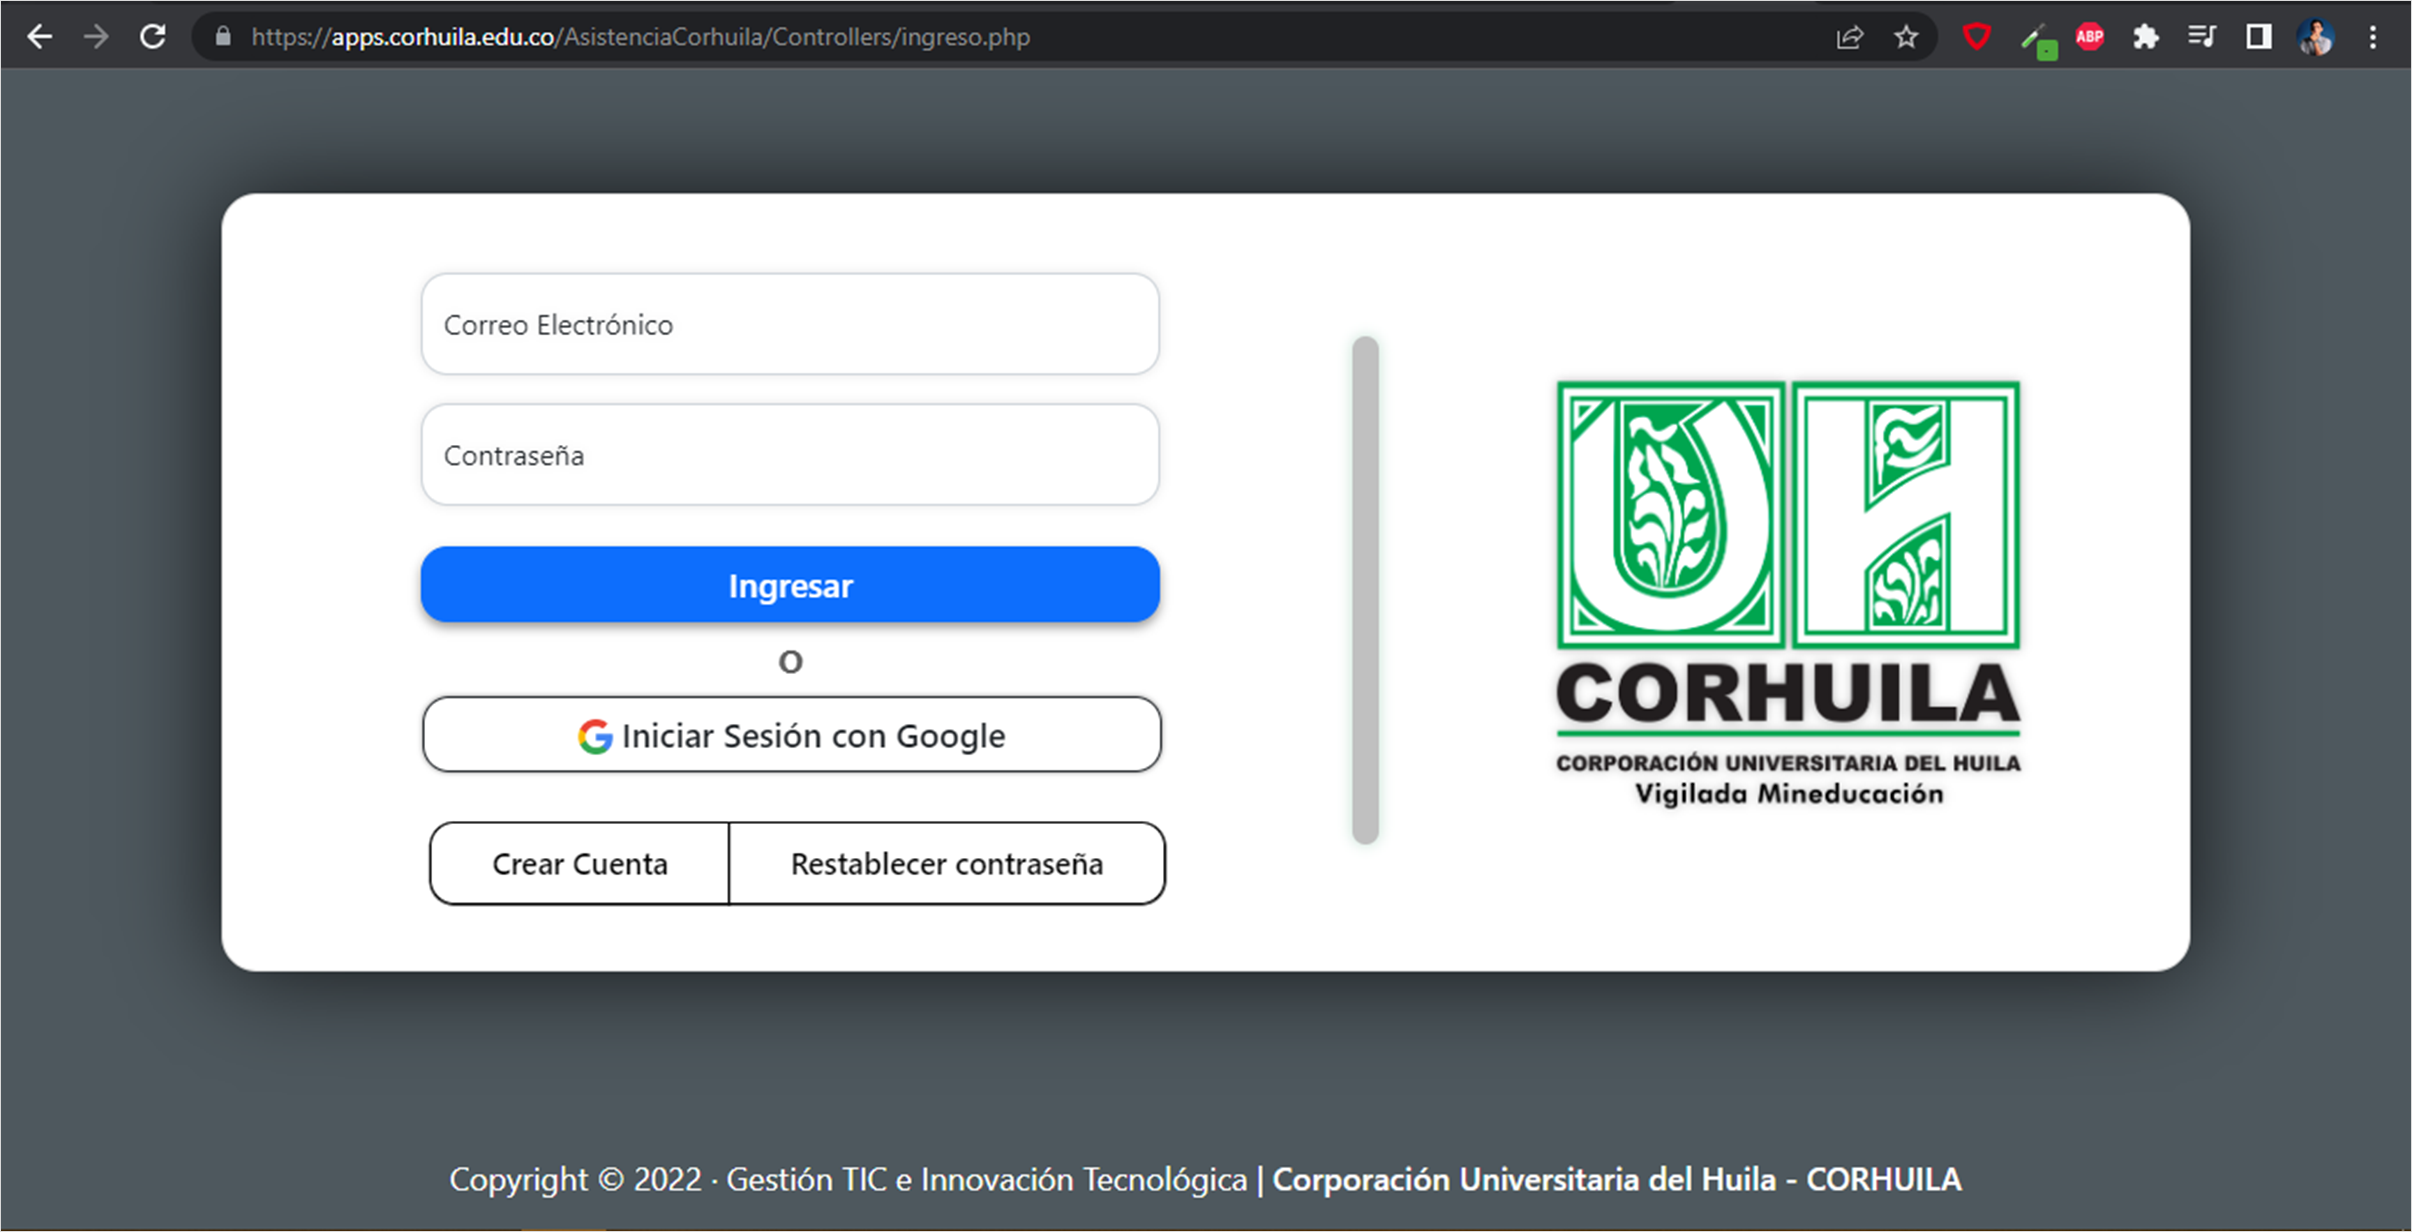 https://apps.corhuila.edu.co/AsistenciaCorhuila/Controllers/ingreso.php
ABP
Correo Electrónico
Contraseña
Ingresar
O
Iniciar Sesión con Google
Crear Cuenta
Restablecer contraseña
UH
CORHUILA
CORPORACIÓN UNIVERSITARIA DEL HUILA
Vigilada Mineducación
Copyright © 2022 · Gestión TIC e Innovación Tecnológica | Corporación Universitaria del Huila - CORHUILA